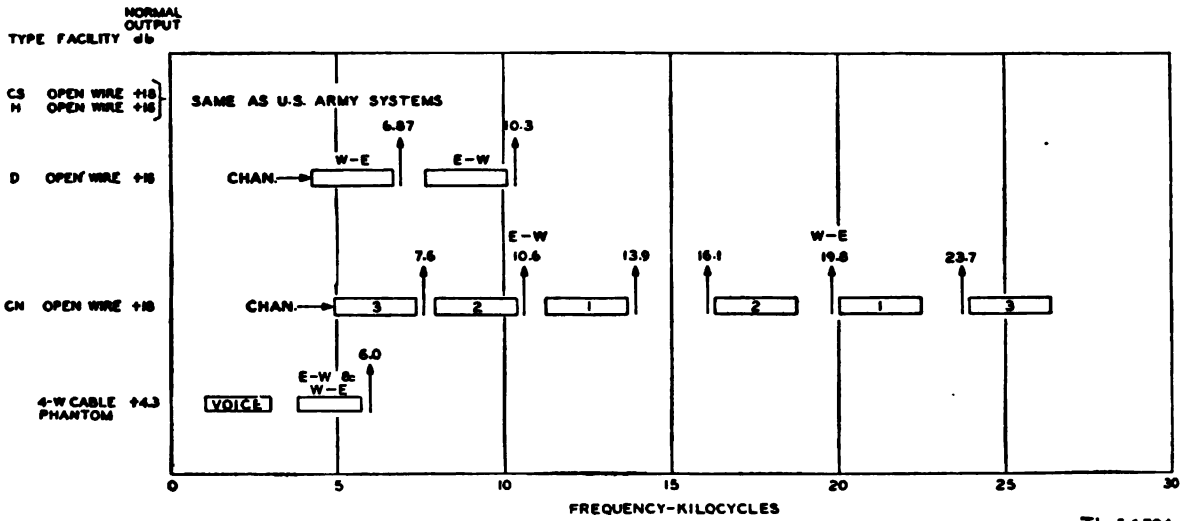 NORMAL
OUTPUT
TYPE FACILITY db
CS OPEN WIRE +18
H OPEN WIRE +16
SAME AS U.S. ARMY SYSTEMS
6.87 10.3
W-E E-W
D OPEN WIRE +18
CHAN.
E-W W-E
7.6 10.6 13.9 16.1 19.8 23.7
CN OPEN WIRE +18
CHAN. 3 2 1 2 1 3
6.0
E-W &
W-E
4-W CABLE +4.3
PHANTOM
VOICE
0 5 10 15 20 25 30
FREQUENCY-KILOCYCLES